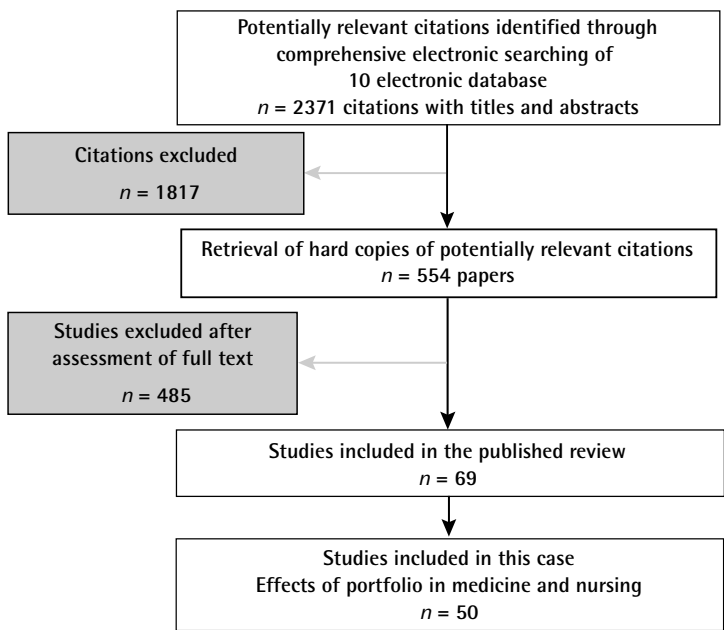 Potentially relevant citations identified through
comprehensive electronic searching of
10 electronic database
n = 2371 citations with titles and abstracts
Citations excluded
n = 1817
Retrieval of hard copies of potentially relevant citations
n = 554 papers
Studies excluded after
assessment of full text
n = 485
Studies included in the published review
n = 69
Studies included in this case
Effects of portfolio in medicine and nursing
n = 50